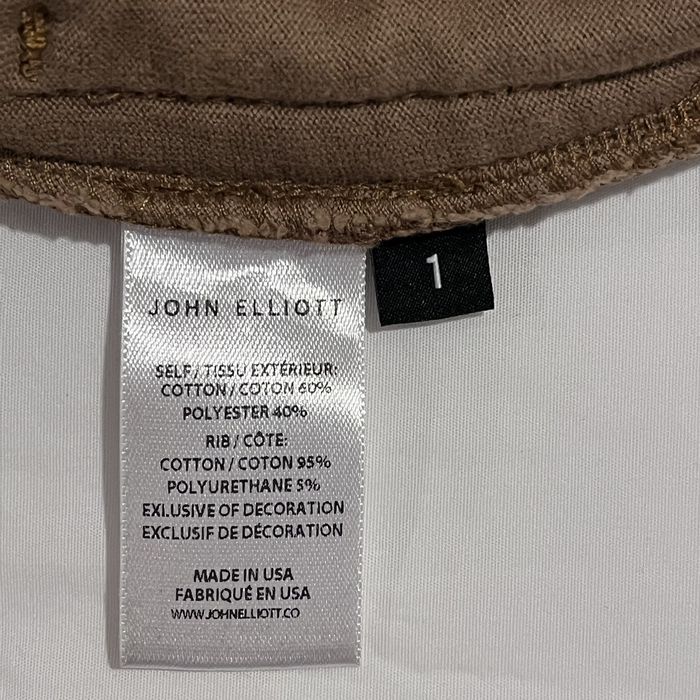 JOHN ELLIOTT
1
SELF / TISSU EXTÉRIEUR:
COTTON / COTON 60%
POLYESTER 40%
RIB / CÔTE:
COTTON / COTON 95%
POLYURETHANE 5%
EXLUSIVE OF DECORATION
EXCLUSIF DE DÉCORATION
MADE IN USA
FABRIQUÉ EN USA
WWW.JOHNELLIOTT.CO